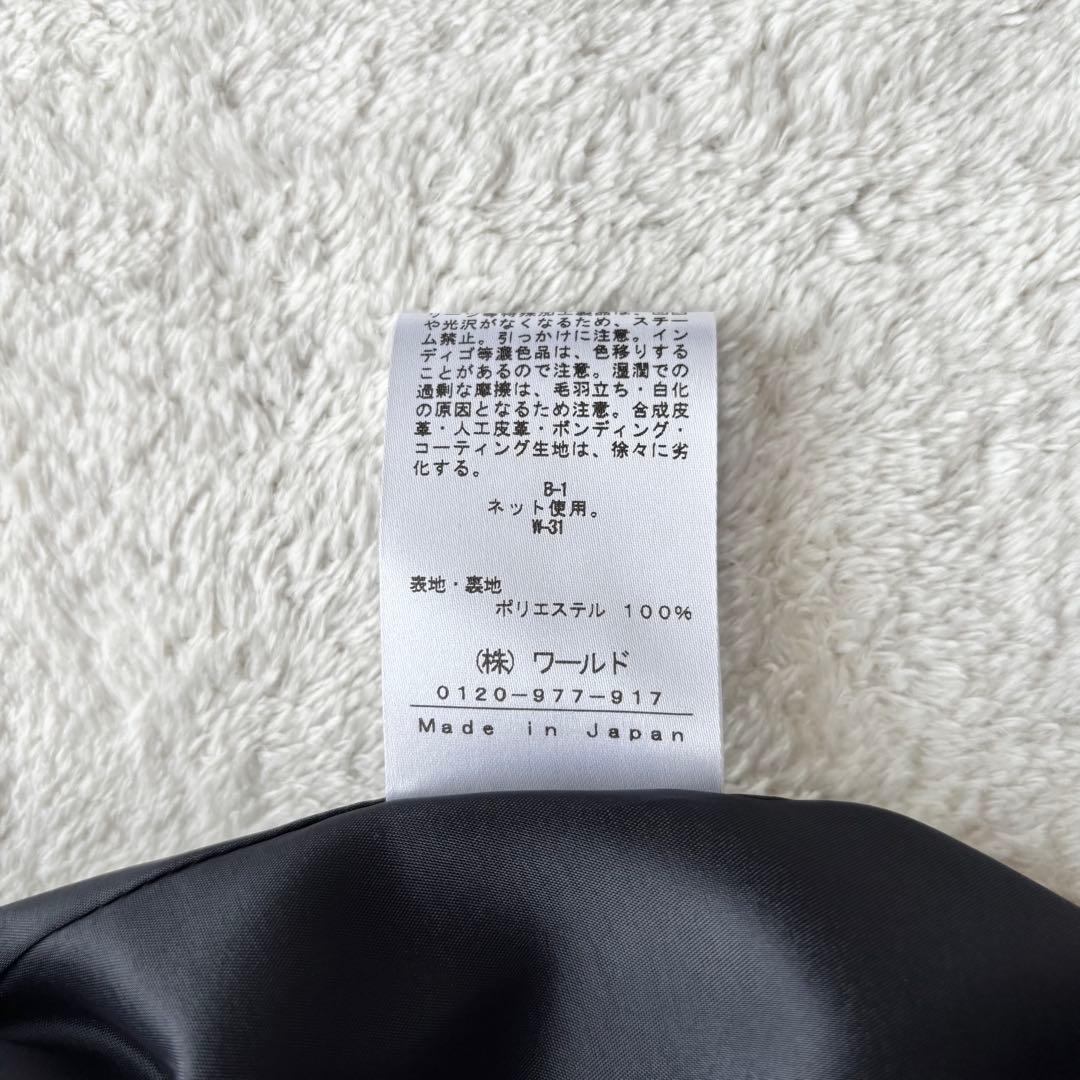 や光沢がなくなるため、スチー
ム禁止。引っかけに注意。イン
ディゴ等濃色品は、色移りする
ことがあるので注意。湿潤での
過剰な摩擦は、毛羽立ち・白化
の原因となるため注意。合成皮
革・人工皮革・ボンディング・
コーティング生地は、徐々に劣
化する。
B-1
ネット使用。
W-31
表地・裏地
ポリエステル 100%
(株) ワールド
0120-977-917
Made in Japan